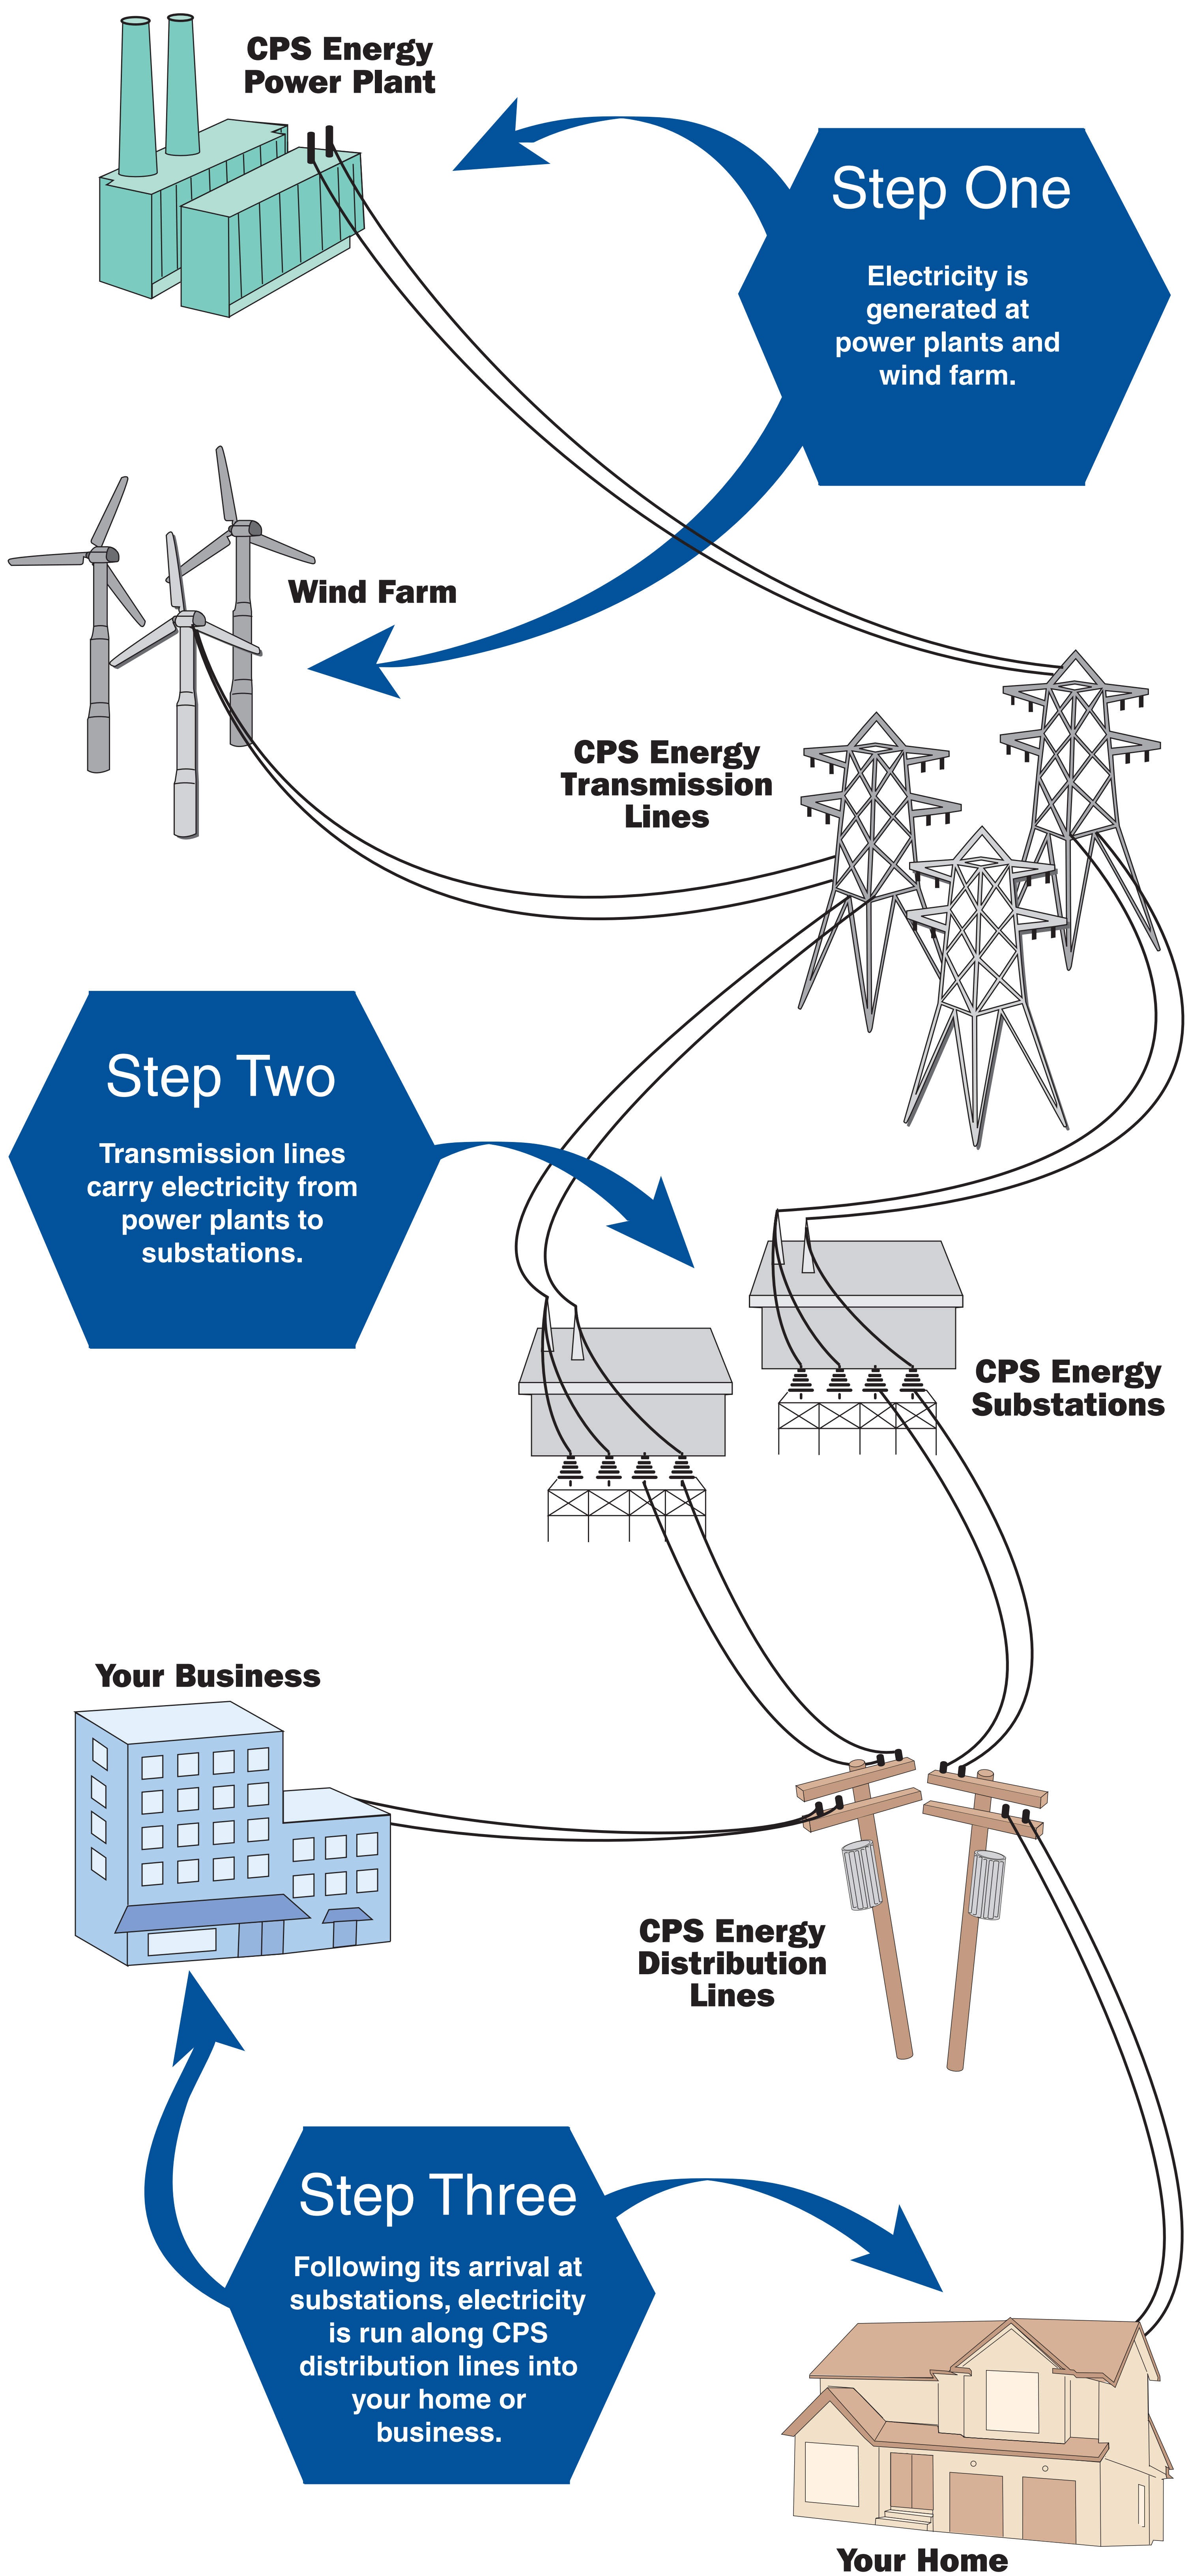 CPS Energy
Power Plant
Step One
Electricity is
generated at
power plants and
wind farm.
Wind Farm
CPS Energy
Transmission
Lines
Step Two
Transmission lines
carry electricity from
power plants to
substations.
CPS Energy
Substations
Your Business
CPS Energy
Distribution
Lines
Step Three
Following its arrival at
substations, electricity
is run along CPS
distribution lines into
your home or
business.
Your Home